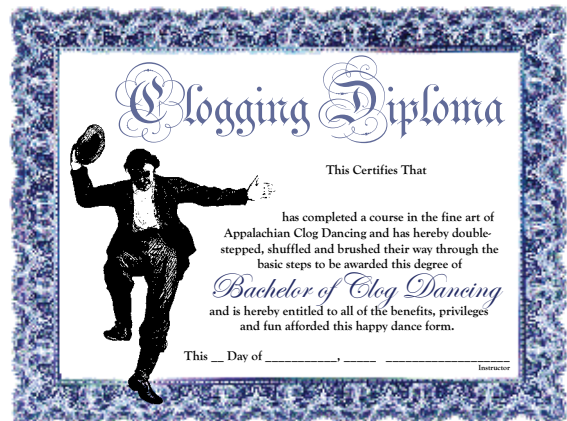 Clogging Diploma
This Certifies That
has completed a course in the fine art of
Appalachian Clog Dancing and has hereby double-
stepped, shuffled and brushed their way through the
basic steps to be awarded this degree of
Bachelor of Clog Dancing
and is hereby entitled to all of the benefits, privileges
and fun afforded this happy dance form.
This __ Day of ___________, _____ ___________________
Instructor